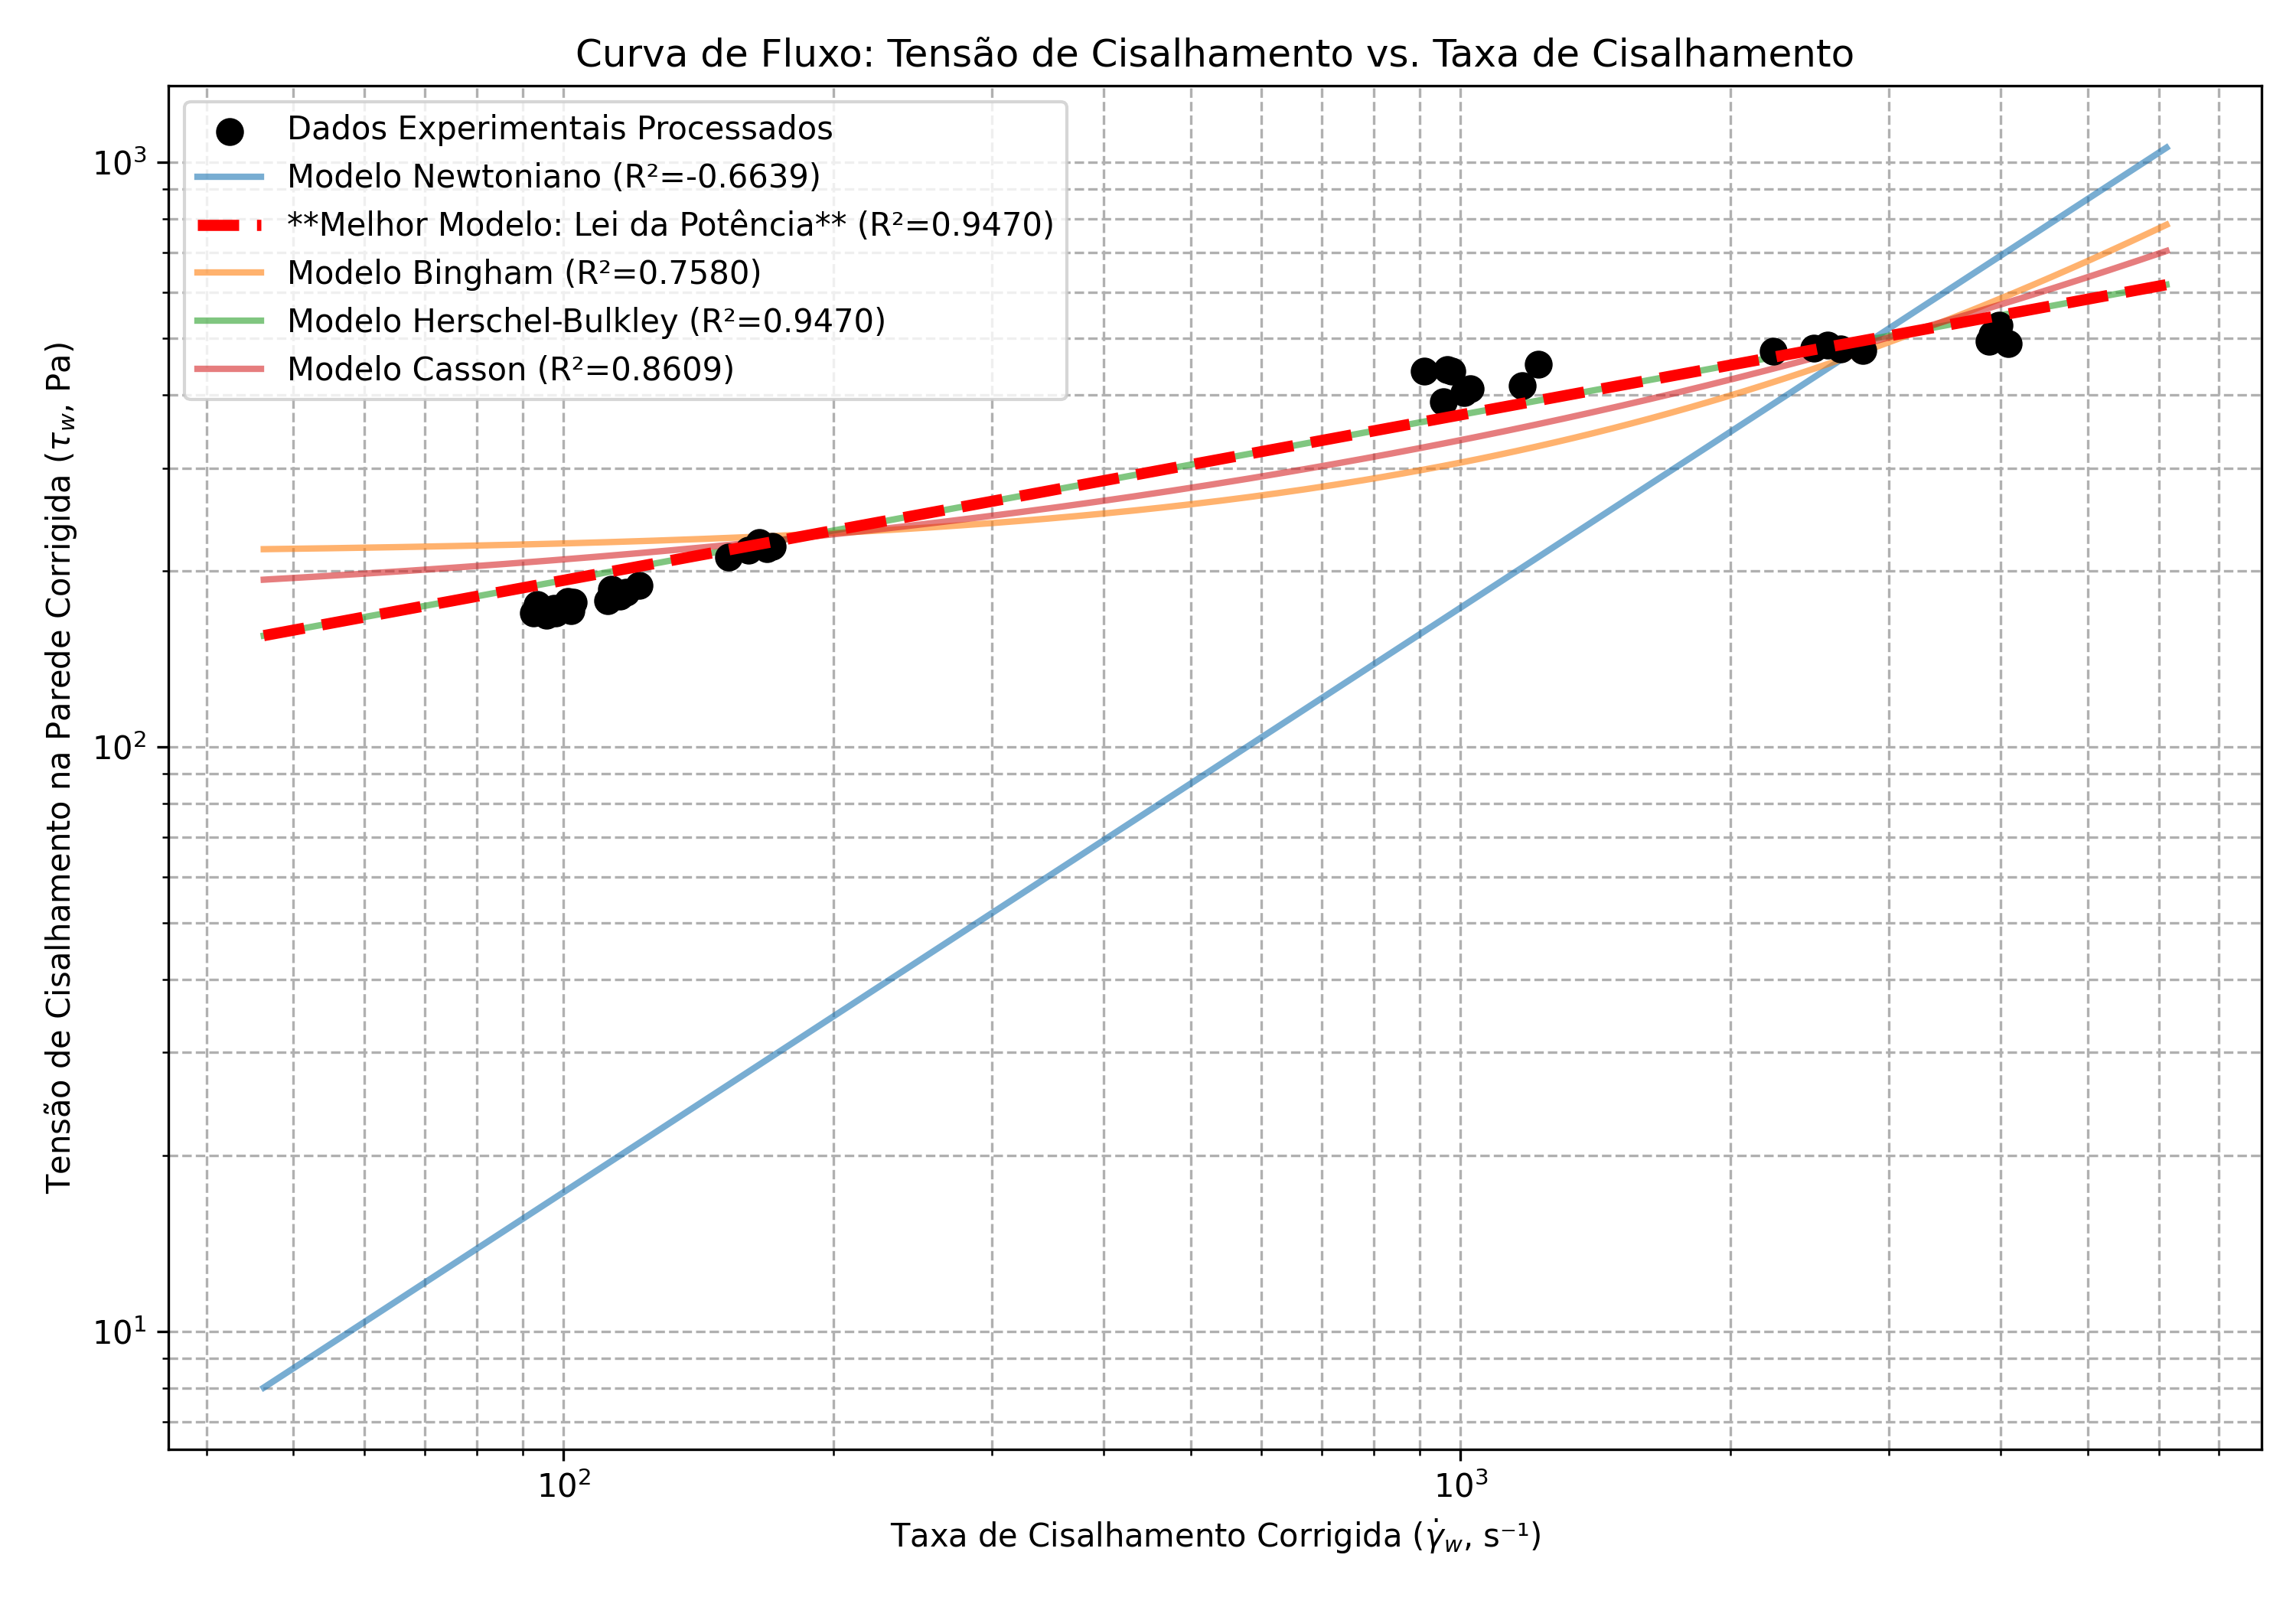 Curva de Fluxo: Tensão de Cisalhamento vs. Taxa de Cisalhamento
Dados Experimentais Processados
Modelo Newtoniano (R²=-0.6639)
**Melhor Modelo: Lei da Potência** (R²=0.9470)
Modelo Bingham (R²=0.7580)
Modelo Herschel-Bulkley (R²=0.9470)
Modelo Casson (R²=0.8609)
Tensão de Cisalhamento na Parede Corrigida (τ_w, Pa)
10³
10²
10¹
10²
10³
Taxa de Cisalhamento Corrigida (γ̇_w, s⁻¹)